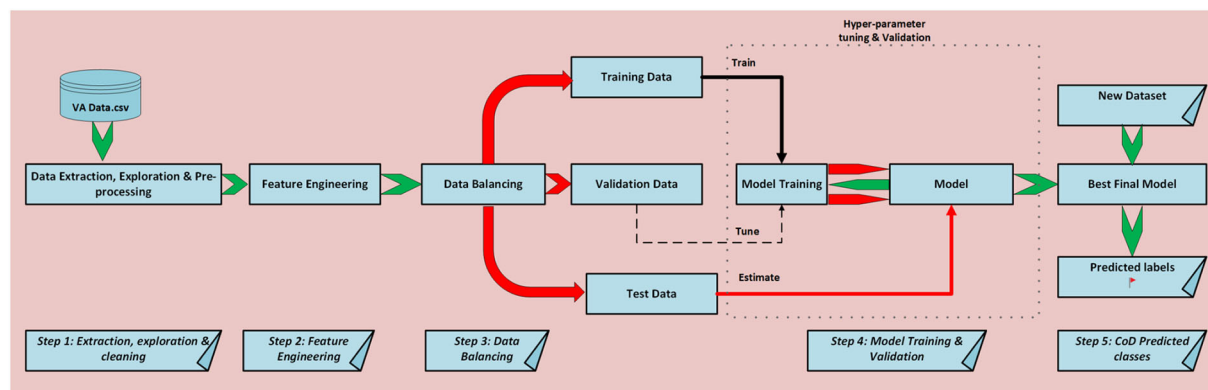 Hyper-parameter
tuning & Validation
Training Data
Train
VA Data.csv
New Dataset
Data Extraction, Exploration & Pre-
processing
Feature Engineering
Data Balancing
Validation Data
Model Training
Model
Best Final Model
Tune
Predicted labels
Estimate
Test Data
Step 1: Extraction, exploration &
cleaning
Step 2: Feature
Engineering
Step 3: Data
Balancing
Step 4: Model Training &
Validation
Step 5: CoD Predicted
classes